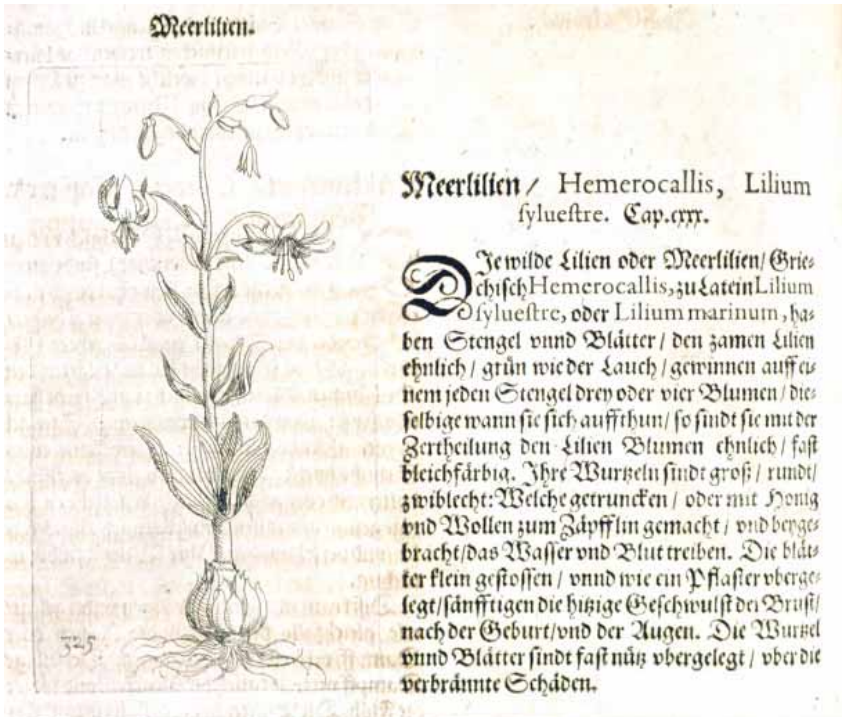 Meerlilien.
Meerlilien / Hemerocallis, Lilium
ſylueſtre. Cap.cxxx.
DIe wilde Lilien oder Meerlilien/ Grie⸗
chiſch Hemerocallis, zu Latein Lilium
ſylueſtre, oder Lilium marinum, ha⸗
ben Stengel vnnd Blätter / den zamen Lilien
ehnlich / grün wie der Lauch / gewinnen auff ei⸗
nem jeden Stengel drey oder vier Blumen / die⸗
ſelbige wann ſie ſich auffthun / ſo ſindt ſie mit der
Zertheilung den Lilien Blumen ehnlich / faſt
bleichfärbig. Ihre Wurtzeln ſindt groß / rundt/
zwiblecht: Welche getruncken / oder mit Honig
vnd Wollen zum Zäpfflin gemacht / vnd berge⸗
bracht/das Waſſer vnd Blut treiben. Die blät⸗
ter klein geſtoſſen / vnnd wie ein Pflaſter vberge⸗
legt/ſänfftigen die hitzige Geſchwulſt der Bruſt/
nach der Geburt/vnd der Augen. Die Wurtzel
vnnd Blätter ſindt faſt nütz vbergelegt / vber die
verbrännte Schäden.
325